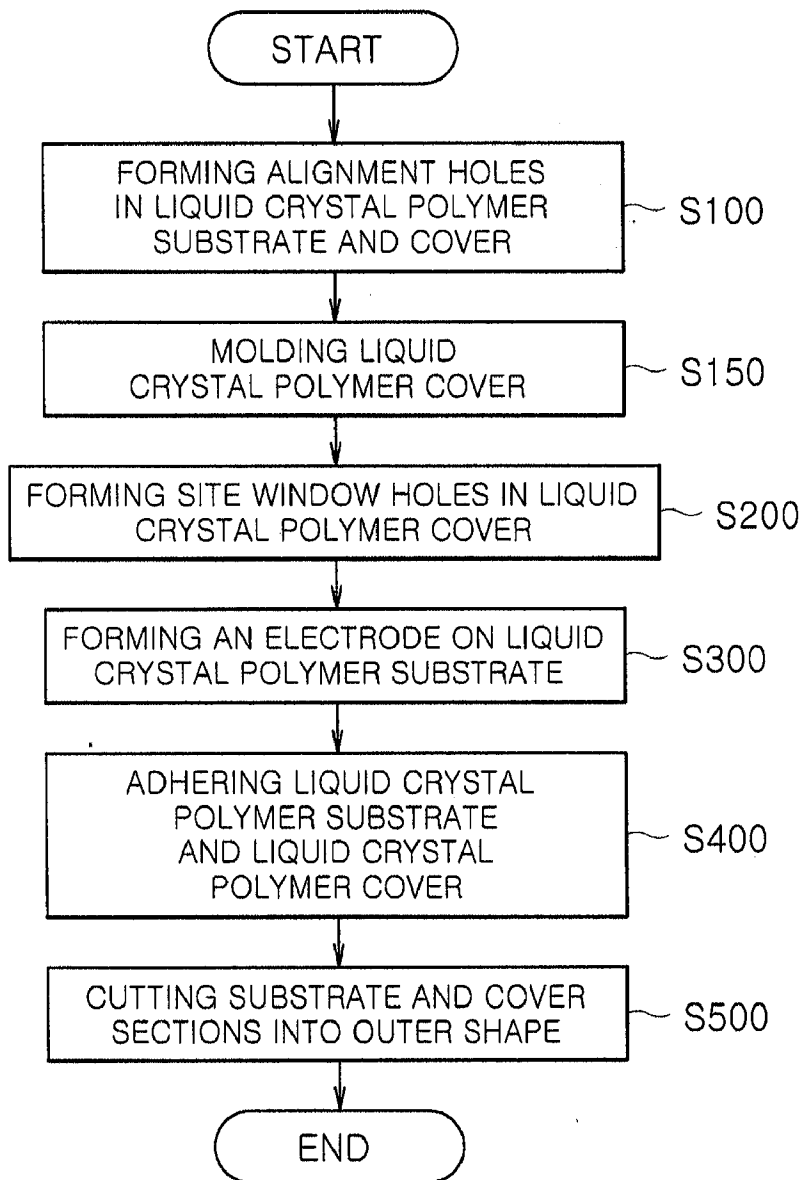 START
FORMING ALIGNMENT HOLES
IN LIQUID CRYSTAL POLYMER
SUBSTRATE AND COVER
S100
MOLDING LIQUID
CRYSTAL POLYMER COVER
S150
FORMING SITE WINDOW HOLES IN LIQUID
CRYSTAL POLYMER COVER
S200
FORMING AN ELECTRODE ON LIQUID
CRYSTAL POLYMER SUBSTRATE
S300
ADHERING LIQUID CRYSTAL
POLYMER SUBSTRATE
AND LIQUID CRYSTAL
POLYMER COVER
S400
CUTTING SUBSTRATE AND COVER
SECTIONS INTO OUTER SHAPE
S500
END